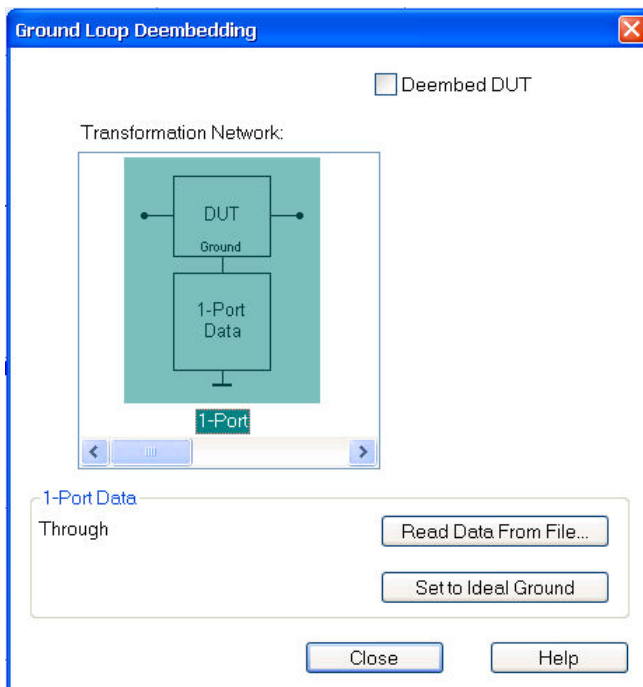 Ground Loop Deembedding
Deembed DUT
Transformation Network:
DUT
Ground
1-Port
Data
1-Port
1-Port Data
Through
Read Data From File...
Set to Ideal Ground
Close
Help